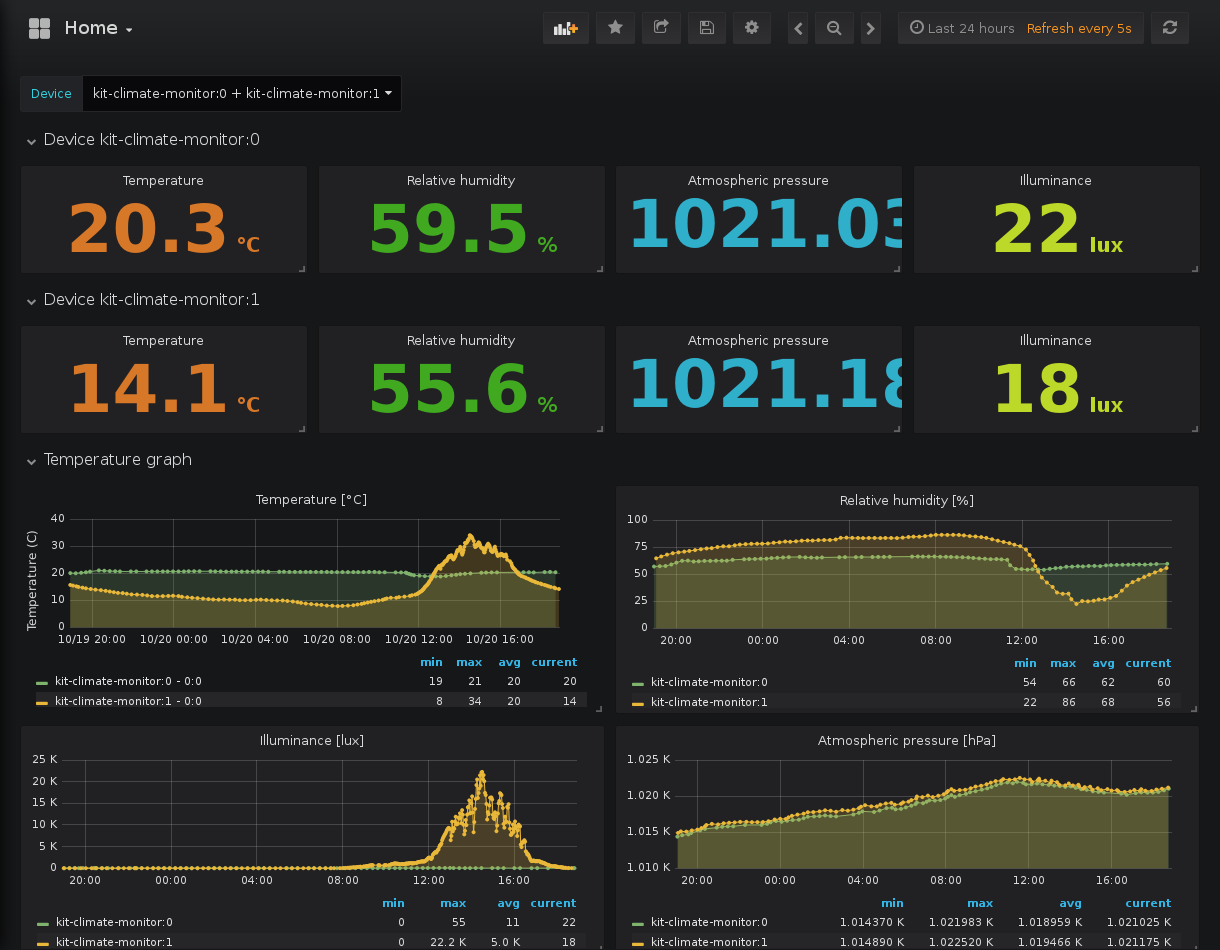 Home
Last 24 hours Refresh every 5s
Device kit-climate-monitor:0 + kit-climate-monitor:1
Device kit-climate-monitor:0
Temperature Relative humidity Atmospheric pressure Illuminance
20.3 °C 59.5 % 1021.03 22 lux
Device kit-climate-monitor:1
Temperature Relative humidity Atmospheric pressure Illuminance
14.1 °C 55.6 % 1021.18 18 lux
Temperature graph
Temperature [°C]
Temperature (C)
40
30
20
10
0
10/19 20:00 10/20 00:00 10/20 04:00 10/20 08:00 10/20 12:00 10/20 16:00
min max avg current
kit-climate-monitor:0 - 0:0 19 21 20 20
kit-climate-monitor:1 - 0:0 8 34 20 14
Relative humidity [%]
100
75
50
25
0
20:00 00:00 04:00 08:00 12:00 16:00
min max avg current
kit-climate-monitor:0 54 66 62 60
kit-climate-monitor:1 22 86 68 56
Illuminance [lux]
25 K
20 K
15 K
10 K
5 K
0
20:00 00:00 04:00 08:00 12:00 16:00
min max avg current
kit-climate-monitor:0 0 55 11 22
kit-climate-monitor:1 0 22.2 K 5.0 K 18
Atmospheric pressure [hPa]
1.025 K
1.020 K
1.015 K
1.010 K
20:00 00:00 04:00 08:00 12:00 16:00
min max avg current
kit-climate-monitor:0 1.014370 K 1.021983 K 1.018959 K 1.021025 K
kit-climate-monitor:1 1.014890 K 1.022520 K 1.019466 K 1.021175 K